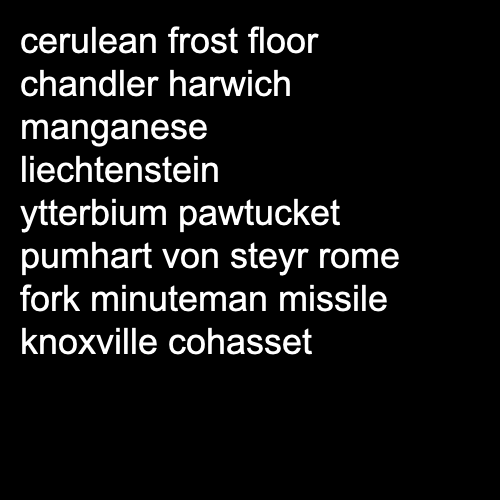 cerulean frost floor
chandler harwich
manganese
liechtenstein
ytterbium pawtucket
pumhart von steyr rome
fork minuteman missile
knoxville cohasset